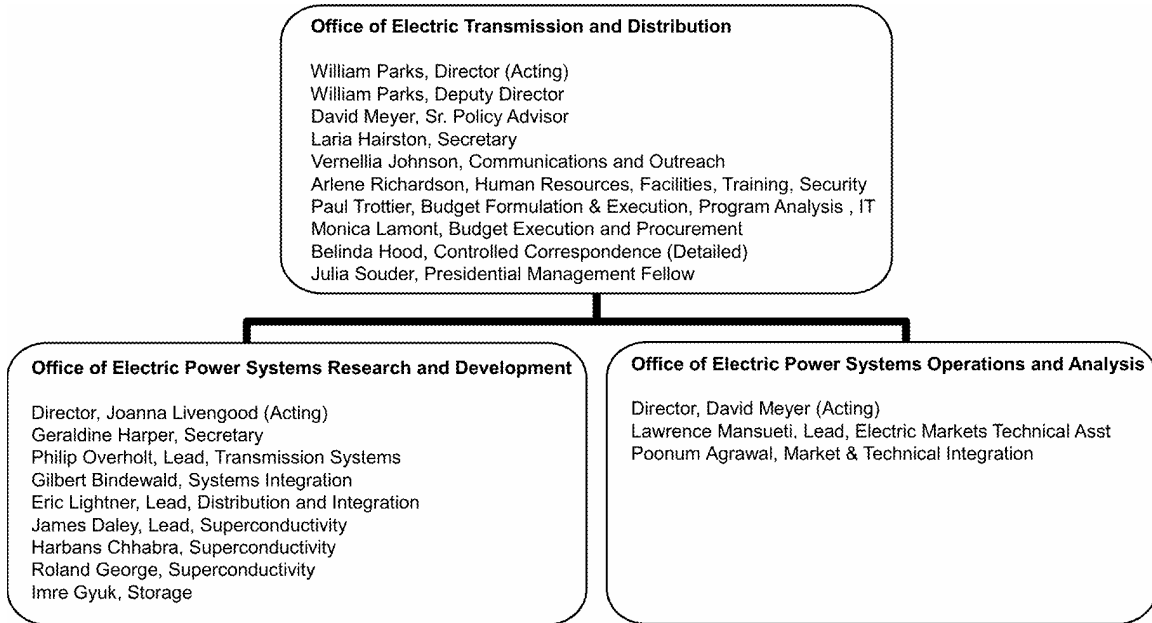 Office of Electric Transmission and Distribution
William Parks, Director (Acting)
William Parks, Deputy Director
David Meyer, Sr. Policy Advisor
Laria Hairston, Secretary
Vernellia Johnson, Communications and Outreach
Arlene Richardson, Human Resources, Facilities, Training, Security
Paul Trottier, Budget Formulation & Execution, Program Analysis , IT
Monica Lamont, Budget Execution and Procurement
Belinda Hood, Controlled Correspondence (Detailed)
Julia Souder, Presidential Management Fellow
Office of Electric Power Systems Research and Development
Director, Joanna Livengood (Acting)
Geraldine Harper, Secretary
Philip Overholt, Lead, Transmission Systems
Gilbert Bindewald, Systems Integration
Eric Lightner, Lead, Distribution and Integration
James Daley, Lead, Superconductivity
Harbans Chhabra, Superconductivity
Roland George, Superconductivity
Imre Gyuk, Storage
Office of Electric Power Systems Operations and Analysis
Director, David Meyer (Acting)
Lawrence Mansueti, Lead, Electric Markets Technical Asst
Poonum Agrawal, Market & Technical Integration